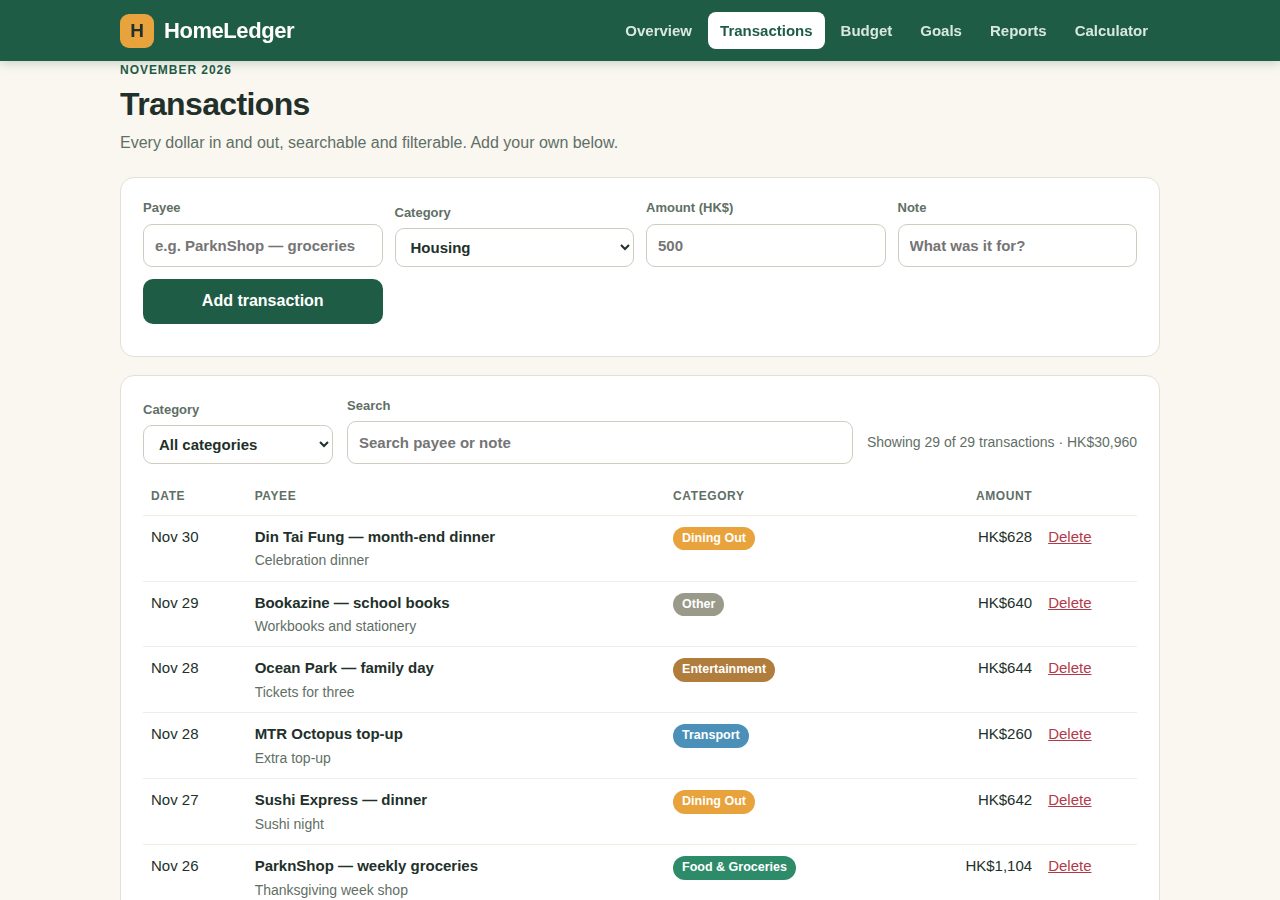 H HomeLedger Overview Transactions Budget Goals Reports Calculator
NOVEMBER 2026
Transactions
Every dollar in and out, searchable and filterable. Add your own below.
Payee Category Amount (HK$) Note
e.g. ParknShop — groceries Housing 500 What was it for?
Add transaction
Category Search
All categories Search payee or note Showing 29 of 29 transactions · HK$30,960
DATE PAYEE CATEGORY AMOUNT
Nov 30 Din Tai Fung — month-end dinner Dining Out HK$628 Delete
Celebration dinner
Nov 29 Bookazine — school books Other HK$640 Delete
Workbooks and stationery
Nov 28 Ocean Park — family day Entertainment HK$644 Delete
Tickets for three
Nov 28 MTR Octopus top-up Transport HK$260 Delete
Extra top-up
Nov 27 Sushi Express — dinner Dining Out HK$642 Delete
Sushi night
Nov 26 ParknShop — weekly groceries Food & Groceries HK$1,104 Delete
Thanksgiving week shop